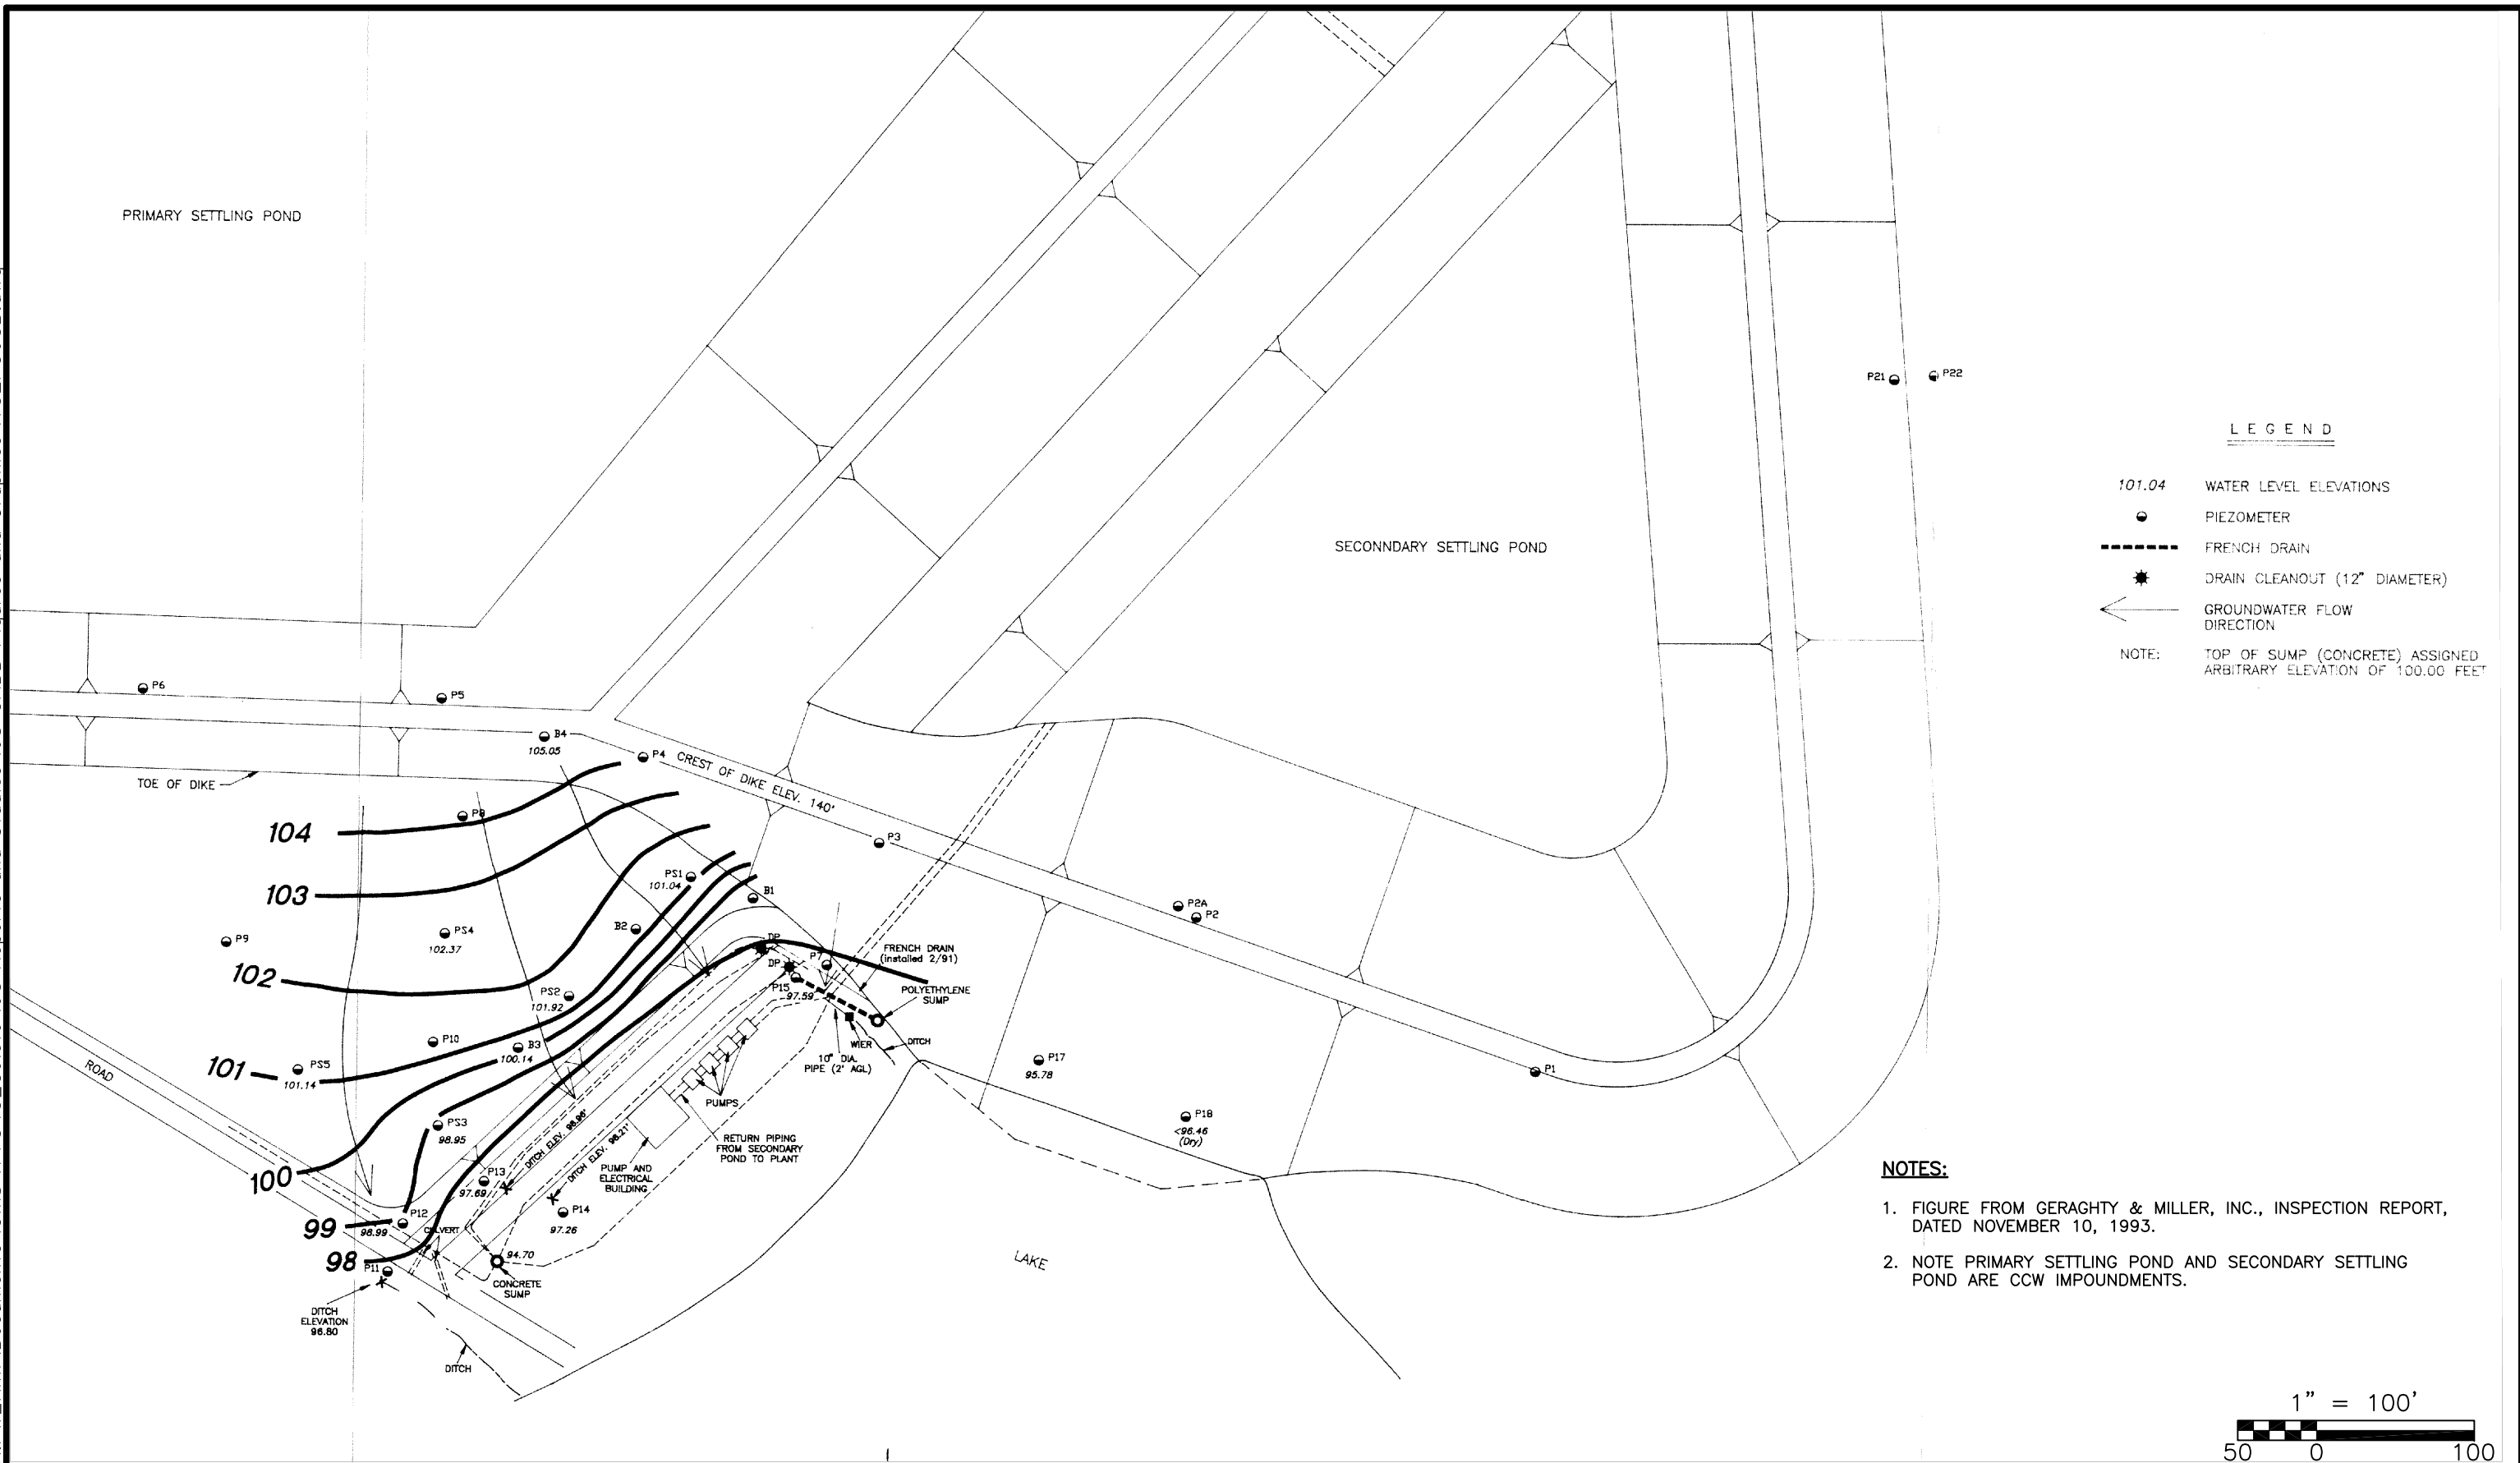 PRIMARY SETTLING POND
P21
P22
L E G E N D
101.04 WATER LEVEL ELEVATIONS
PIEZOMETER
FRENCH DRAIN
DRAIN CLEANOUT (12" DIAMETER)
GROUNDWATER FLOW
DIRECTION
NOTE: TOP OF SUMP (CONCRETE) ASSIGNED
ARBITRARY ELEVATION OF 100.00 FEET
SECONNDARY SETTLING POND
P6
P5
B4
105.05
P4
CREST OF DIKE ELEV. 140'
TOE OF DIKE
P8
104
P3
103
PS1
101.04
B1
P2A
P2
B2
P9
PS4
102.37
DP
DP
P7
FRENCH DRAIN
(installed 2/91)
102
PS2
101.92
P15
97.59
POLYETHYLENE
SUMP
P10
B3
100.14
WIER
DITCH
10" DIA.
PIPE (2' AGL)
101
PS5
101.14
ROAD
P17
95.78
P1
PUMPS
PS3
98.95
DITCH ELEV. 98.96'
DITCH ELEV. 98.21'
P18
<96.46
(Dry)
RETURN PIPING
FROM SECONDARY
POND TO PLANT
PUMP AND
ELECTRICAL
BUILDING
100
P13
97.69
P14
97.26
99
P12
98.99
CULVERT
98
P11
94.70
CONCRETE
SUMP
LAKE
DITCH
ELEVATION
96.80
DITCH
NOTES:
1. FIGURE FROM GERAGHTY & MILLER, INC., INSPECTION REPORT,
DATED NOVEMBER 10, 1993.
2. NOTE PRIMARY SETTLING POND AND SECONDARY SETTLING
POND ARE CCW IMPOUNDMENTS.
1" = 100'
50 0 100